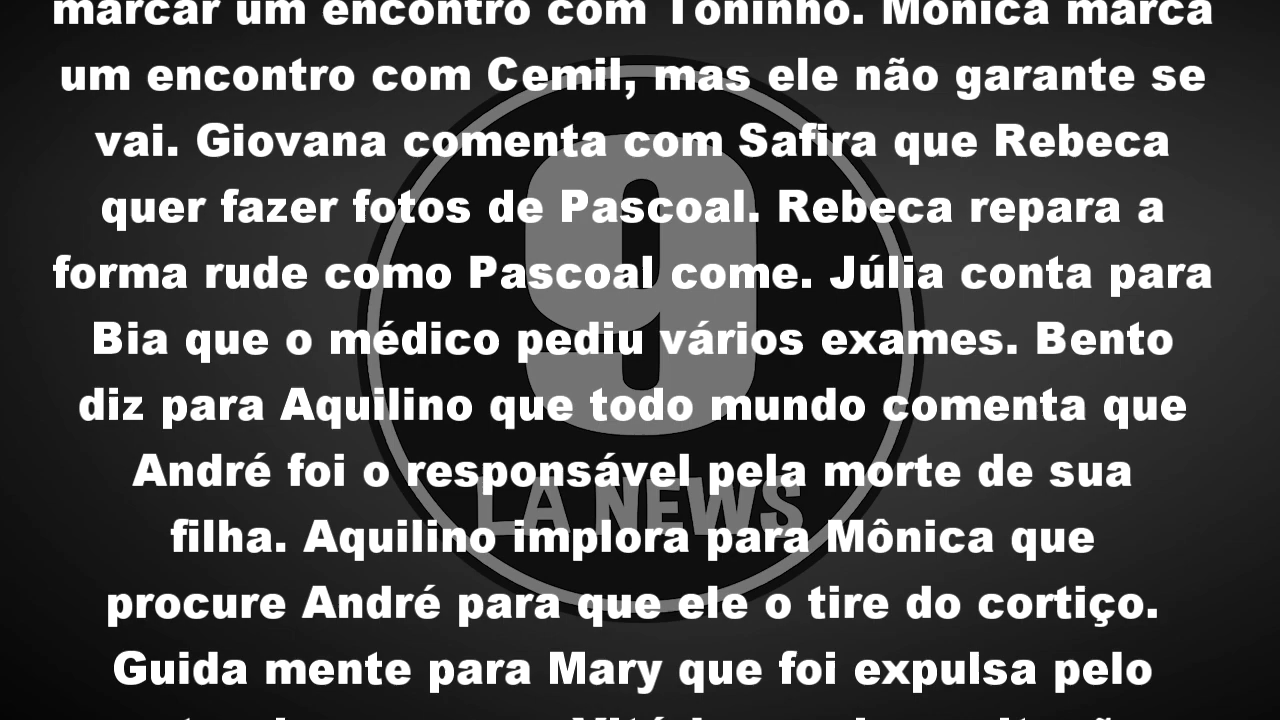 marcar um encontro com Toninho. Mônica marca
um encontro com Cemil, mas ele não garante se
vai. Giovana comenta com Safira que Rebeca
quer fazer fotos de Pascoal. Rebeca repara a
forma rude como Pascoal come. Júlia conta para
Bia que o médico pediu vários exames. Bento
diz para Aquilino que todo mundo comenta que
André foi o responsável pela morte de sua
filha. Aquilino implora para Mônica que
procure André para que ele o tire do cortiço.
Guida mente para Mary que foi expulsa pelo
9
LA NEWS